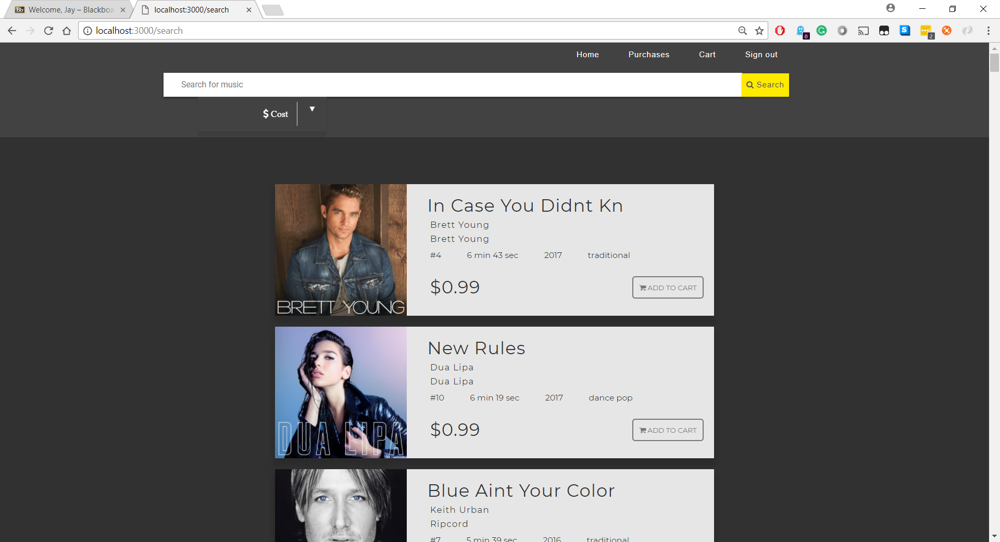 Bb Welcome, Jay – Blackboa
localhost:3000/search
localhost:3000/search
0
2
Home Purchases Cart Sign out
Search for music
Search
$ Cost ▼
In Case You Didnt Kn
Brett Young
Brett Young
#4 6 min 43 sec 2017 traditional
$0.99
ADD TO CART
BRETT YOUNG
New Rules
Dua Lipa
Dua Lipa
#10 6 min 19 sec 2017 dance pop
$0.99
ADD TO CART
DUA LIPA
Blue Aint Your Color
Keith Urban
Ripcord
#7 5 min 39 sec 2016 traditional